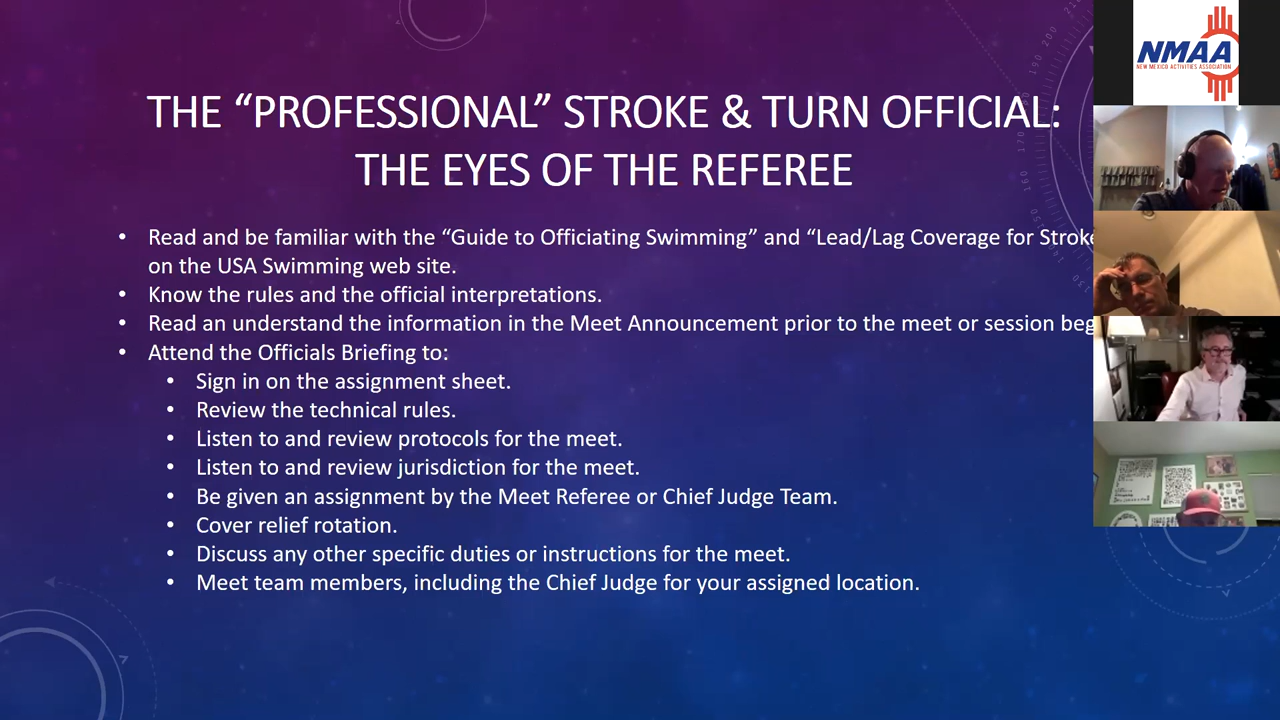 THE “PROFESSIONAL” STROKE & TURN OFFICIAL:
THE EYES OF THE REFEREE
• Read and be familiar with the “Guide to Officiating Swimming” and “Lead/Lag Coverage for Stroke
on the USA Swimming web site.
• Know the rules and the official interpretations.
• Read an understand the information in the Meet Announcement prior to the meet or session beg
• Attend the Officials Briefing to:
• Sign in on the assignment sheet.
• Review the technical rules.
• Listen to and review protocols for the meet.
• Listen to and review jurisdiction for the meet.
• Be given an assignment by the Meet Referee or Chief Judge Team.
• Cover relief rotation.
• Discuss any other specific duties or instructions for the meet.
• Meet team members, including the Chief Judge for your assigned location.
NMAA
NEW MEXICO ACTIVITIES ASSOCIATION
210
200
190
170
160
150